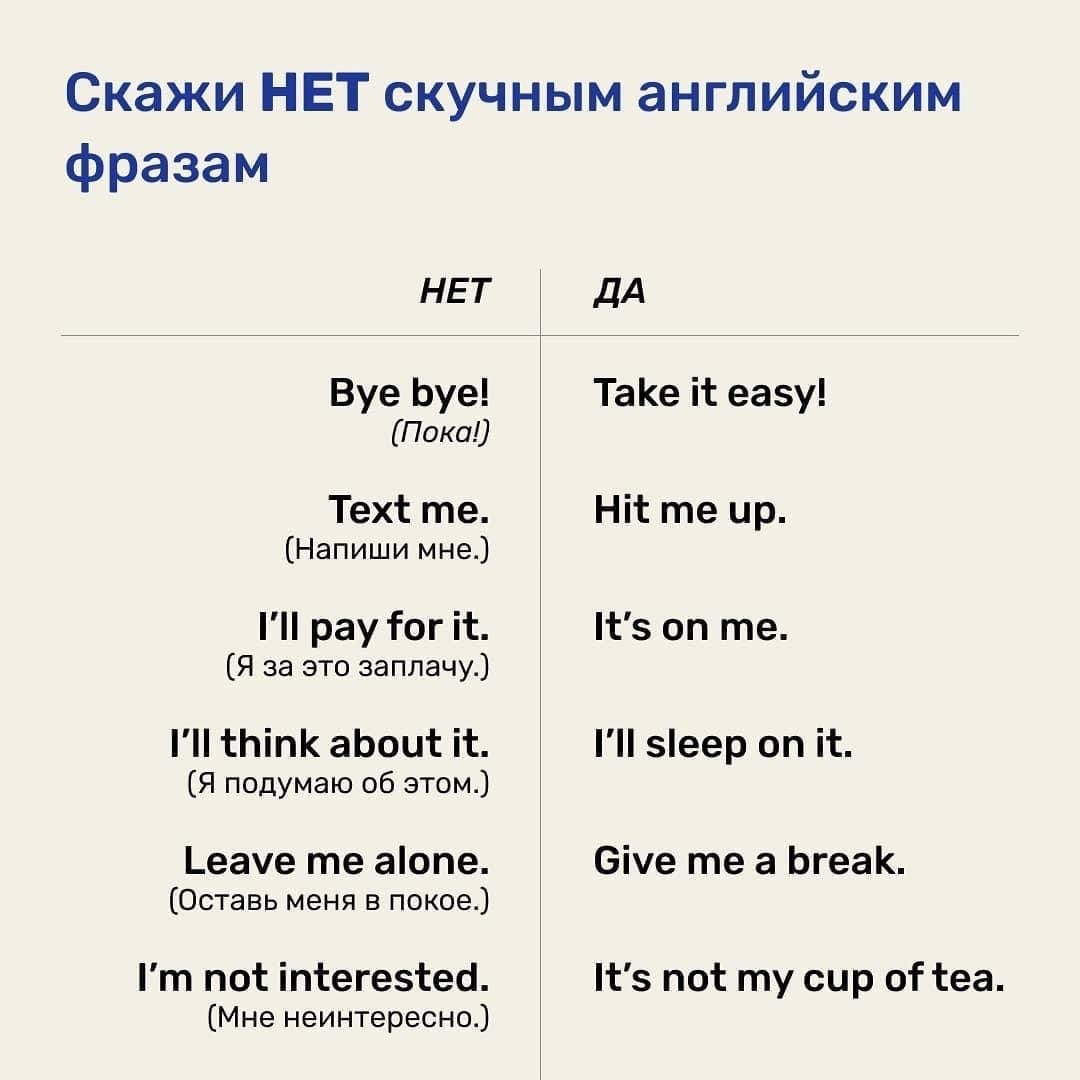 Скажи НЕТ скучным английским
фразам
НЕТ ДА
Bye bye! Take it easy!
(Пока!)
Text me. Hit me up.
(Напиши мне.)
I’ll pay for it. It’s on me.
(Я за это заплачу.)
I’ll think about it. I’ll sleep on it.
(Я подумаю об этом.)
Leave me alone. Give me a break.
(Оставь меня в покое.)
I’m not interested. It’s not my cup of tea.
(Мне неинтересно.)